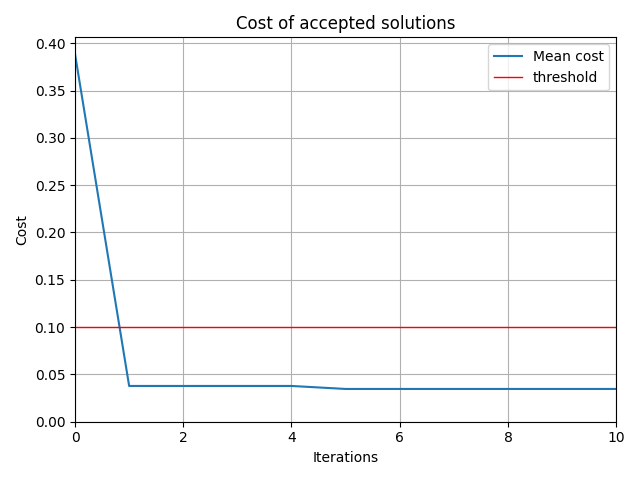 Cost of accepted solutions
0.40
0.35
0.30
0.25
0.20
0.15
0.10
0.05
0.00
Cost
Mean cost
threshold
0 2 4 6 8 10
Iterations